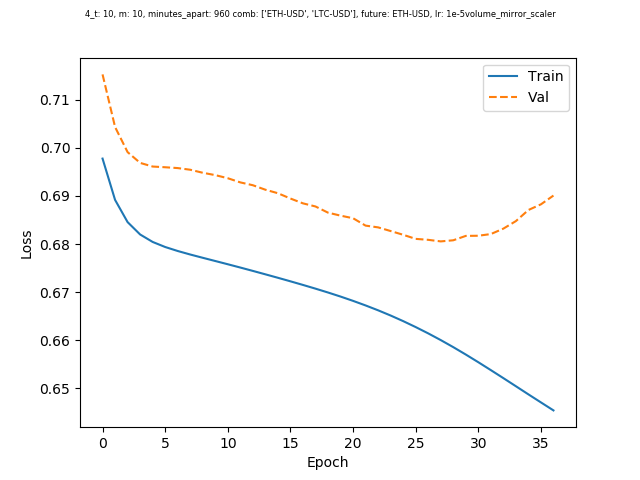 4_t: 10, m: 10, minutes_apart: 960 comb: ['ETH-USD', 'LTC-USD'], future: ETH-USD, lr: 1e-5volume_mirror_scaler
Train
Val
0.71
0.70
0.69
0.68
0.67
0.66
0.65
Loss
0 5 10 15 20 25 30 35
Epoch